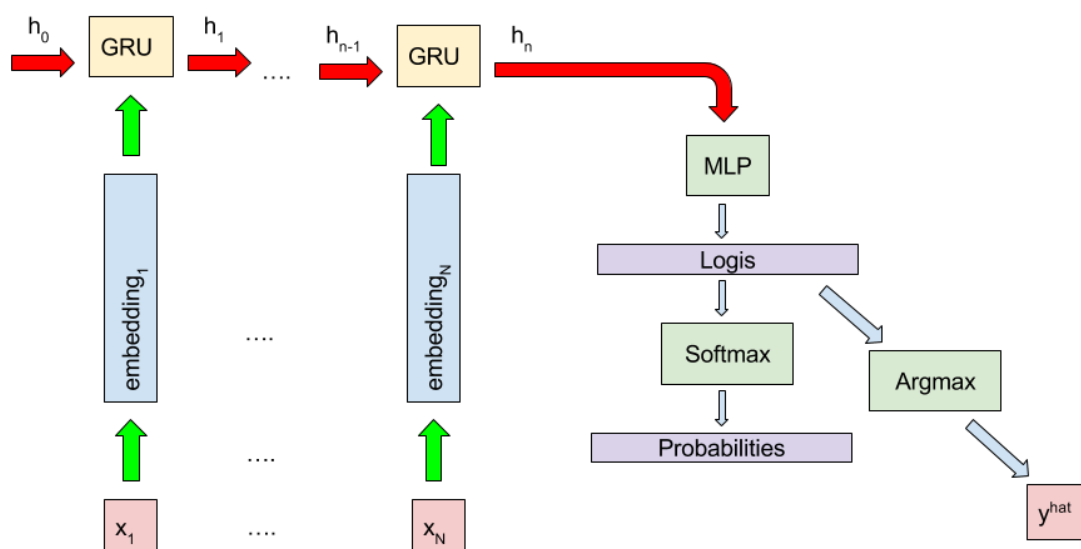 h0
GRU
h1
....
hn-1
GRU
hn
MLP
embedding1
....
embeddingN
Logis
Softmax
Argmax
....
Probabilities
x1
....
xN
yhat